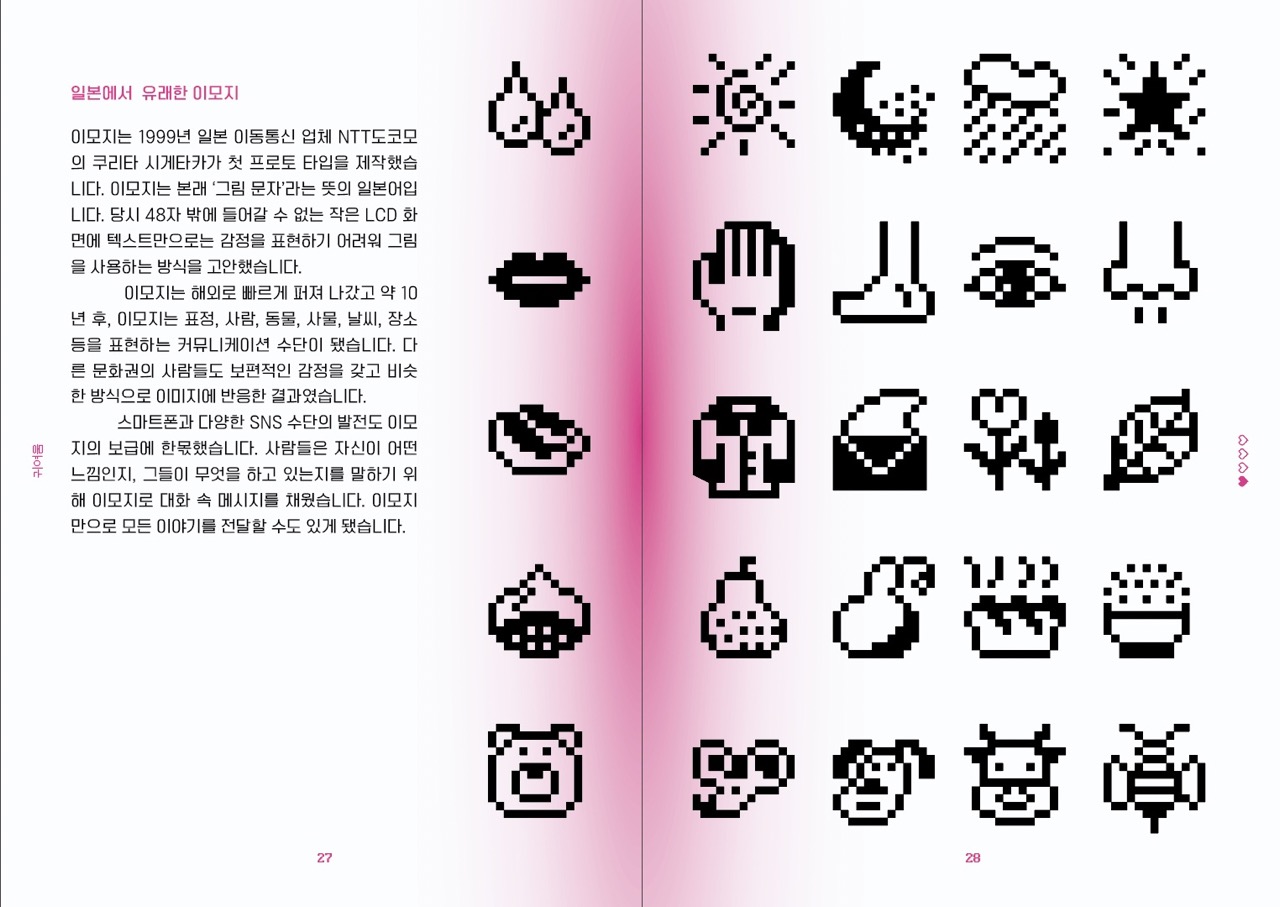 일본에서 유래한 이모지
이모지는 1999년 일본 이동통신 업체 NTT도코모
의 쿠리타 시게타카가 첫 프로토 타입을 제작했습
니다. 이모지는 본래 ‘그림 문자’라는 뜻의 일본어입
니다. 당시 48자 밖에 들어갈 수 없는 작은 LCD 화
면에 텍스트만으로는 감정을 표현하기 어려워 그림
을 사용하는 방식을 고안했습니다.
이모지는 해외로 빠르게 퍼져 나갔고 약 10
년 후, 이모지는 표정, 사람, 동물, 사물, 날씨, 장소
등을 표현하는 커뮤니케이션 수단이 됐습니다. 다
른 문화권의 사람들도 보편적인 감정을 갖고 비슷
한 방식으로 이미지에 반응한 결과였습니다.
스마트폰과 다양한 SNS 수단의 발전도 이모
지의 보급에 한몫했습니다. 사람들은 자신이 어떤
느낌인지, 그들이 무엇을 하고 있는지를 말하기 위
해 이모지로 대화 속 메시지를 채웠습니다. 이모지
만으로 모든 이야기를 전달할 수도 있게 됐습니다.
귀여움
27
28